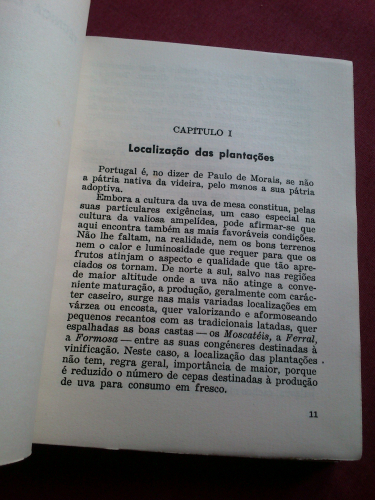 CAPÍTULO I
Localização das plantações
Portugal é, no dizer de Paulo de Morais, se não
a pátria nativa da videira, pelo menos a sua pátria
adoptiva.
Embora a cultura da uva de mesa constitua, pelas
suas particulares exigências, um caso especial na
cultura da valiosa ampelídea, pode afirmar-se que
aqui encontra também as mais favoráveis condições.
Não lhe faltam, na realidade, nem os bons terrenos
nem o calor e luminosidade que requer para que os
frutos atinjam o aspecto e qualidade que tão apre-
ciados os tornam. De norte a sul, salvo nas regiões
de maior altitude onde a uva não atinge a conve-
niente maturação, a produção, geralmente com carác-
ter caseiro, surge nas mais variadas localizações em
várzea ou encosta, quer valorizando e aformoseando
pequenos recantos com as tradicionais latadas, quer
espalhadas as boas castas — os Moscatéis, a Ferral,
a Formosa — entre as suas congéneres destinadas à
vinificação. Neste caso, a localização das plantações
não tem, regra geral, importância de maior, porque
é reduzido o número de cepas destinadas à produção
de uva para consumo em fresco.
11